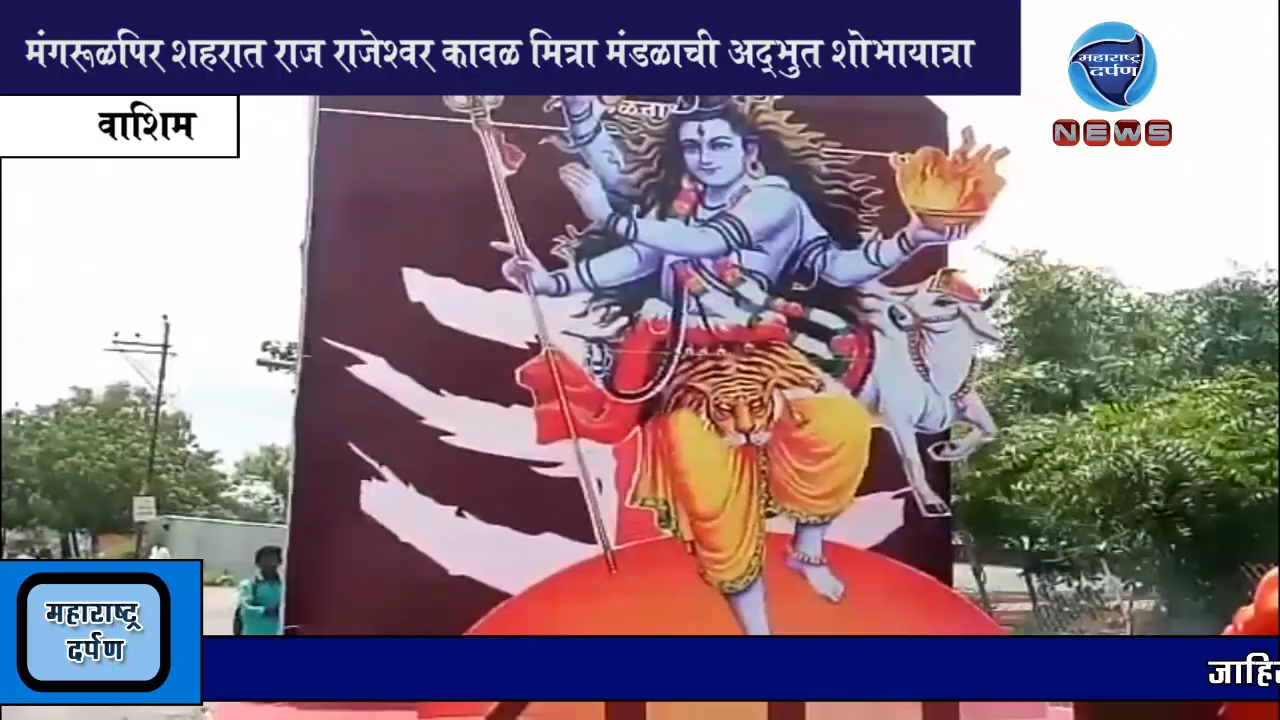 मंगरूळपिर शहरात राज राजेश्वर कावळ मित्रा मंडळाची अद्भुत शोभायात्रा
महाराष्ट्र
दर्पण
NEWS
वाशिम
महाराष्ट्र
दर्पण